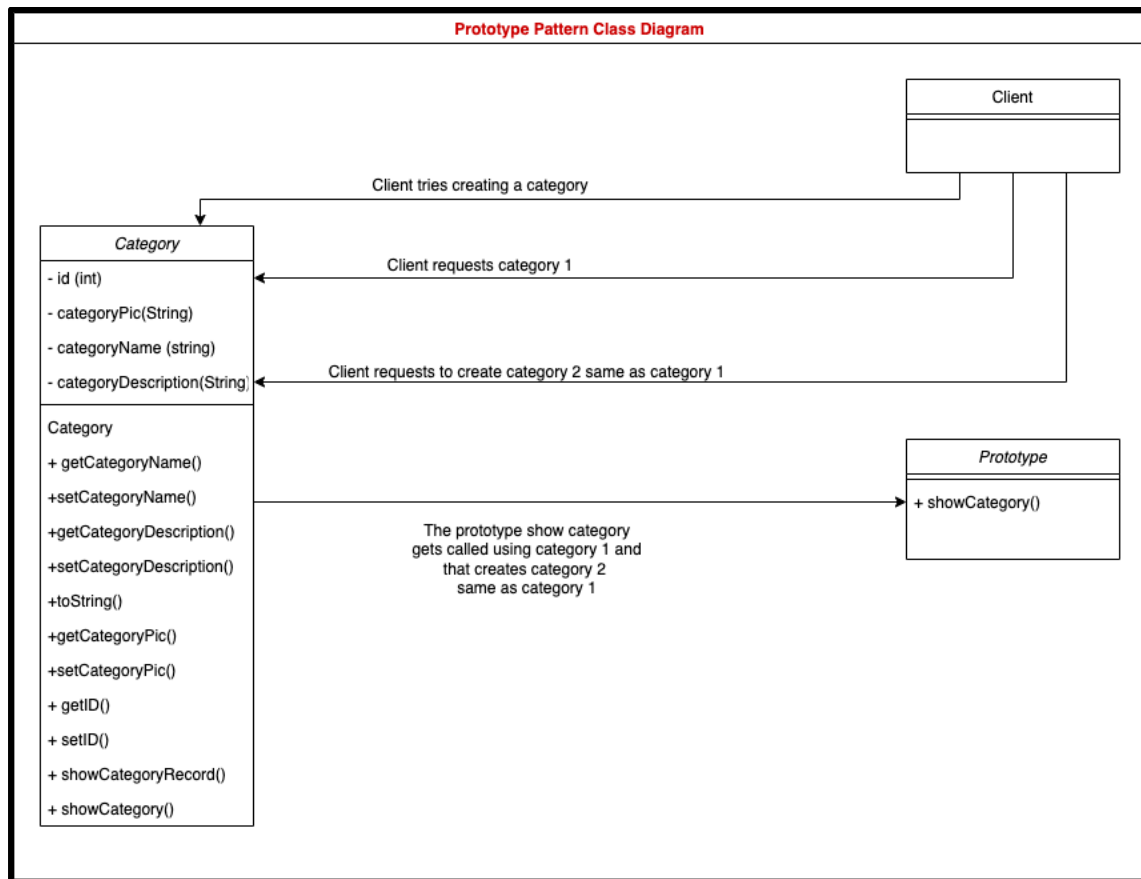 Prototype Pattern Class Diagram
Client
Client tries creating a category
Category
- id (int)
- categoryPic(String)
- categoryName (string)
- categoryDescription(String)
Client requests category 1
Client requests to create category 2 same as category 1
Category
+ getCategoryName()
+setCategoryName()
+getCategoryDescription()
+setCategoryDescription()
+toString()
+getCategoryPic()
+setCategoryPic()
+ getID()
+ setID()
+ showCategoryRecord()
+ showCategory()
The prototype show category
gets called using category 1 and
that creates category 2
same as category 1
Prototype
+ showCategory()